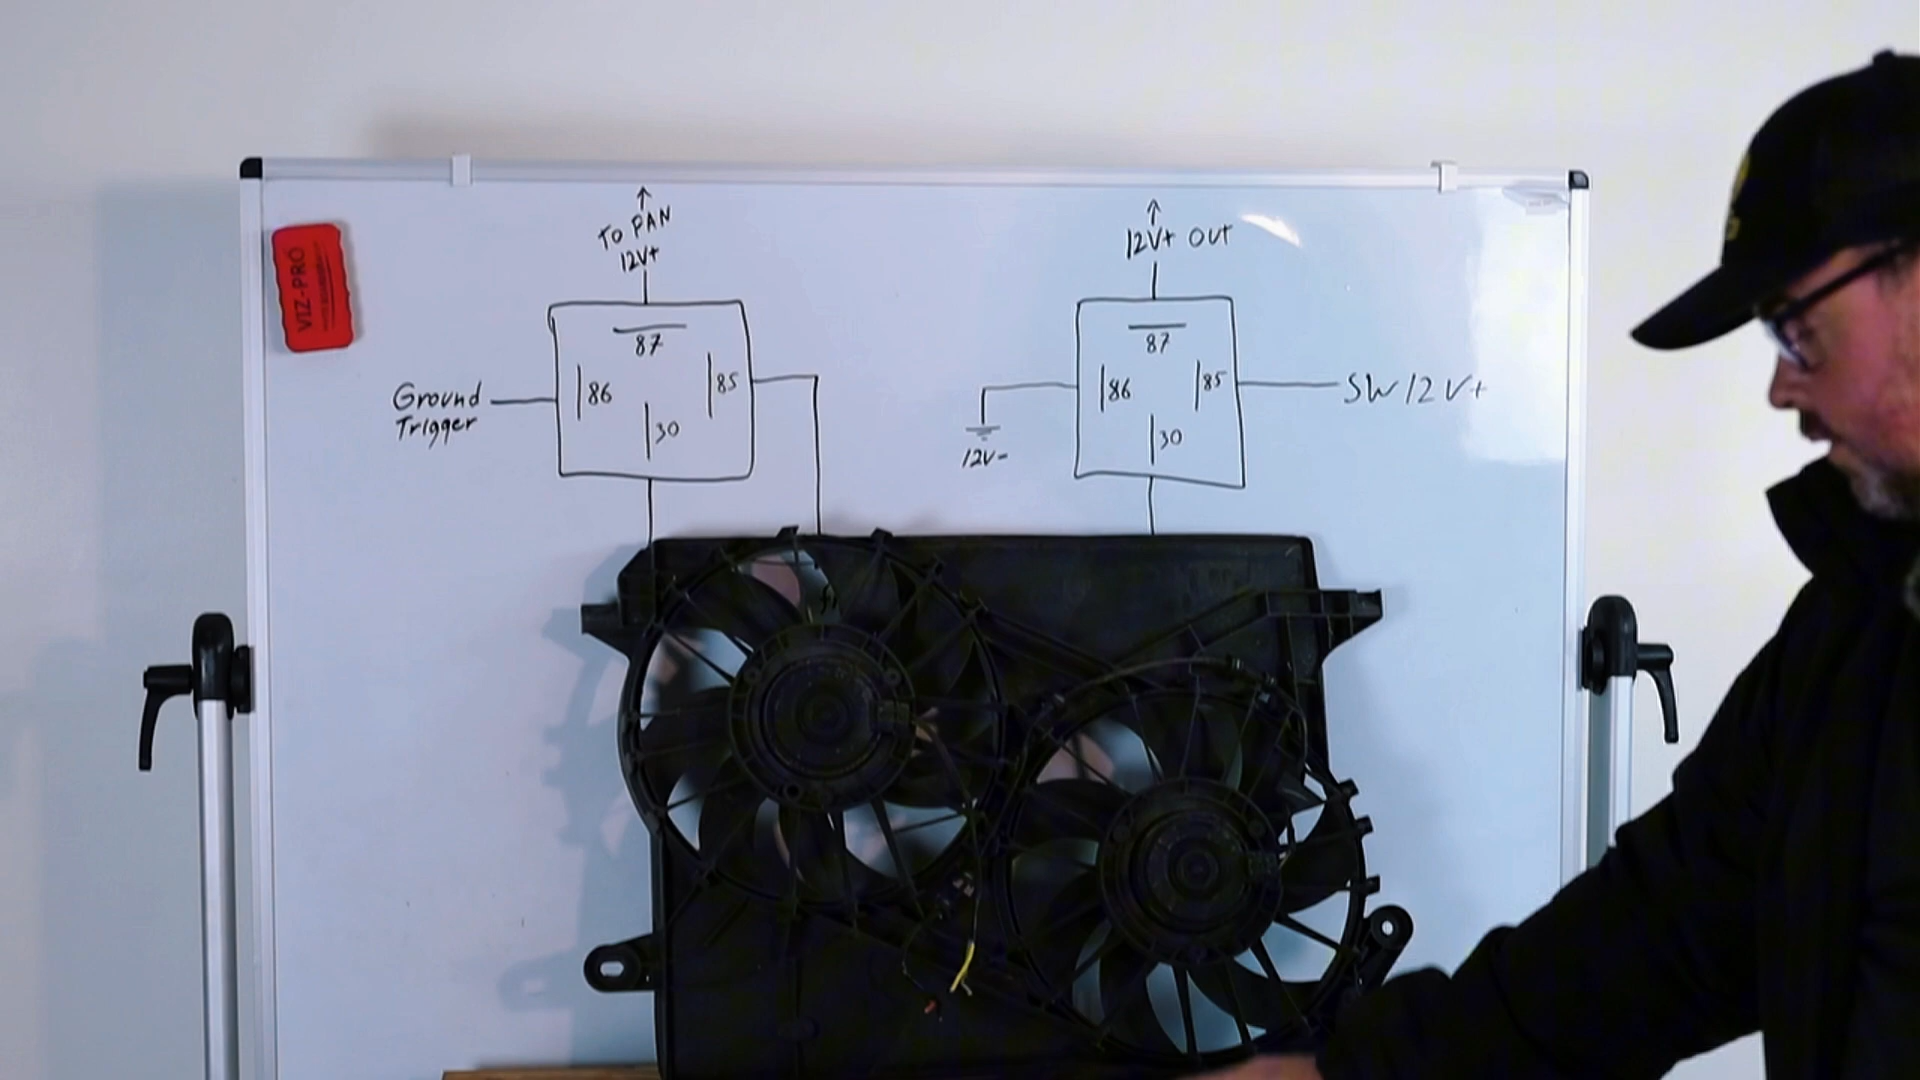 VIZ-PRO
TO FAN
12V+
87
86
85
30
Ground
Trigger
12V+ OUT
87
86
85
30
12V-
SW 12V+